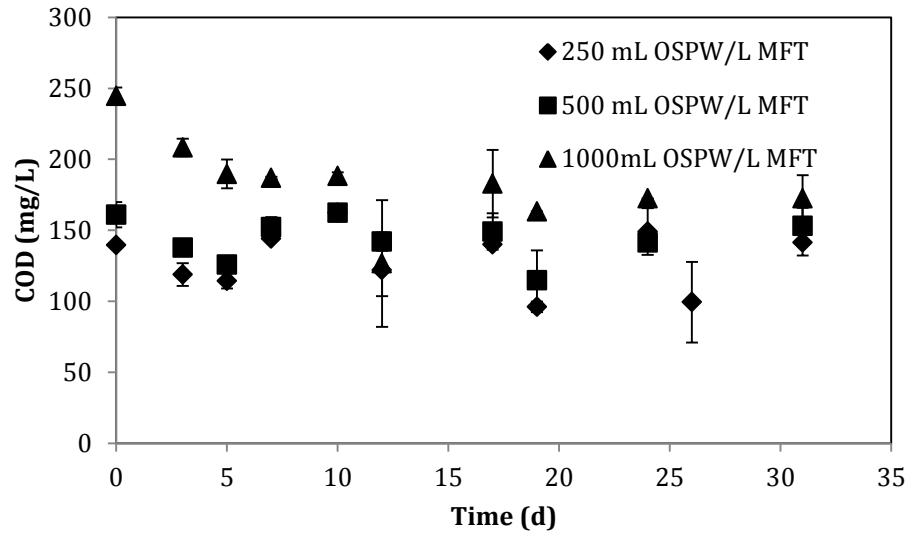 300
250
200
150
100
50
0
COD (mg/L)
250 mL OSPW/L MFT
500 mL OSPW/L MFT
1000mL OSPW/L MFT
0 5 10 15 20 25 30 35
Time (d)